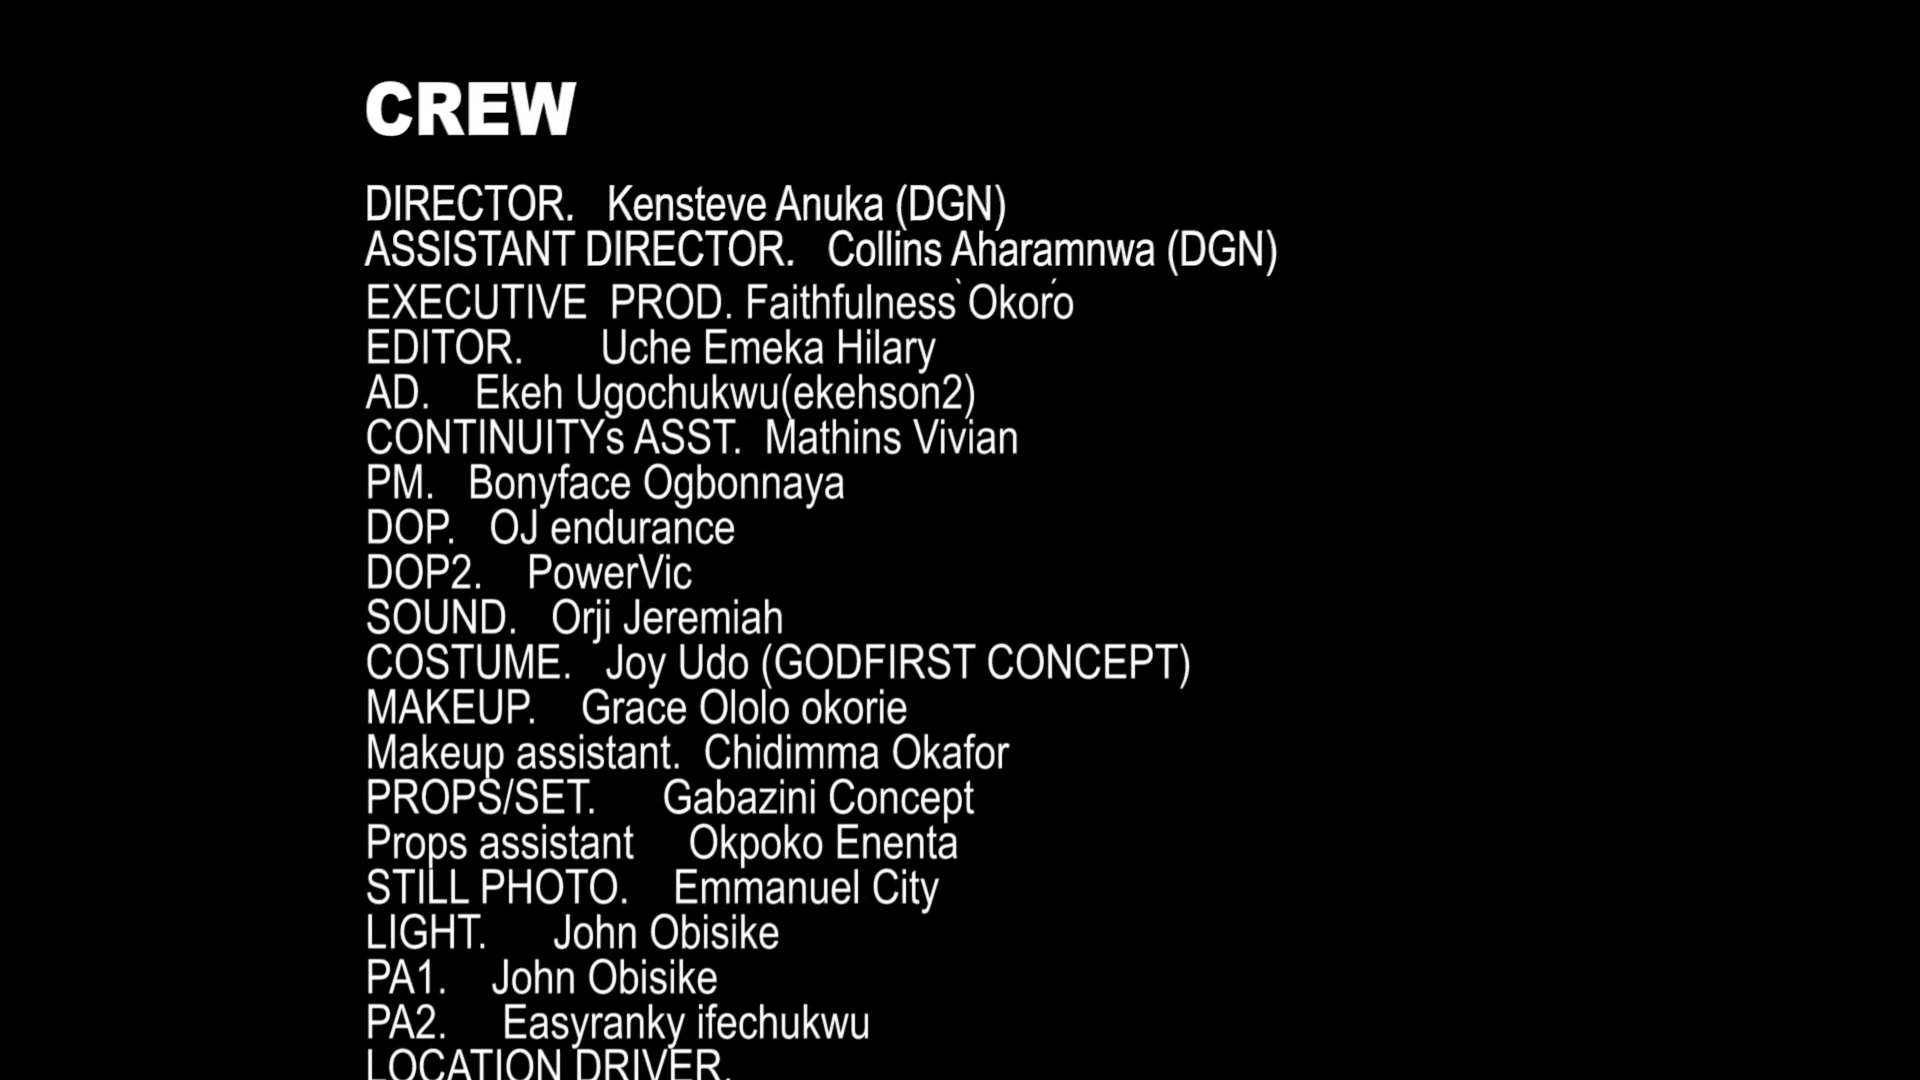 CREW
DIRECTOR. Kensteve Anuka (DGN)
ASSISTANT DIRECTOR. Collins Aharamnwa (DGN)
EXECUTIVE PROD. Faithfulness Okoro
EDITOR. Uche Emeka Hilary
AD. Ekeh Ugochukwu(ekehson2)
CONTINUITYs ASST. Mathins Vivian
PM. Bonyface Ogbonnaya
DOP. OJ endurance
DOP2. PowerVic
SOUND. Orji Jeremiah
COSTUME. Joy Udo (GODFIRST CONCEPT)
MAKEUP. Grace Ololo okorie
Makeup assistant. Chidimma Okafor
PROPS/SET. Gabazini Concept
Props assistant Okpoko Enenta
STILL PHOTO. Emmanuel City
LIGHT. John Obisike
PA1. John Obisike
PA2. Easyranky ifechukwu
LOCATION DRIVER.